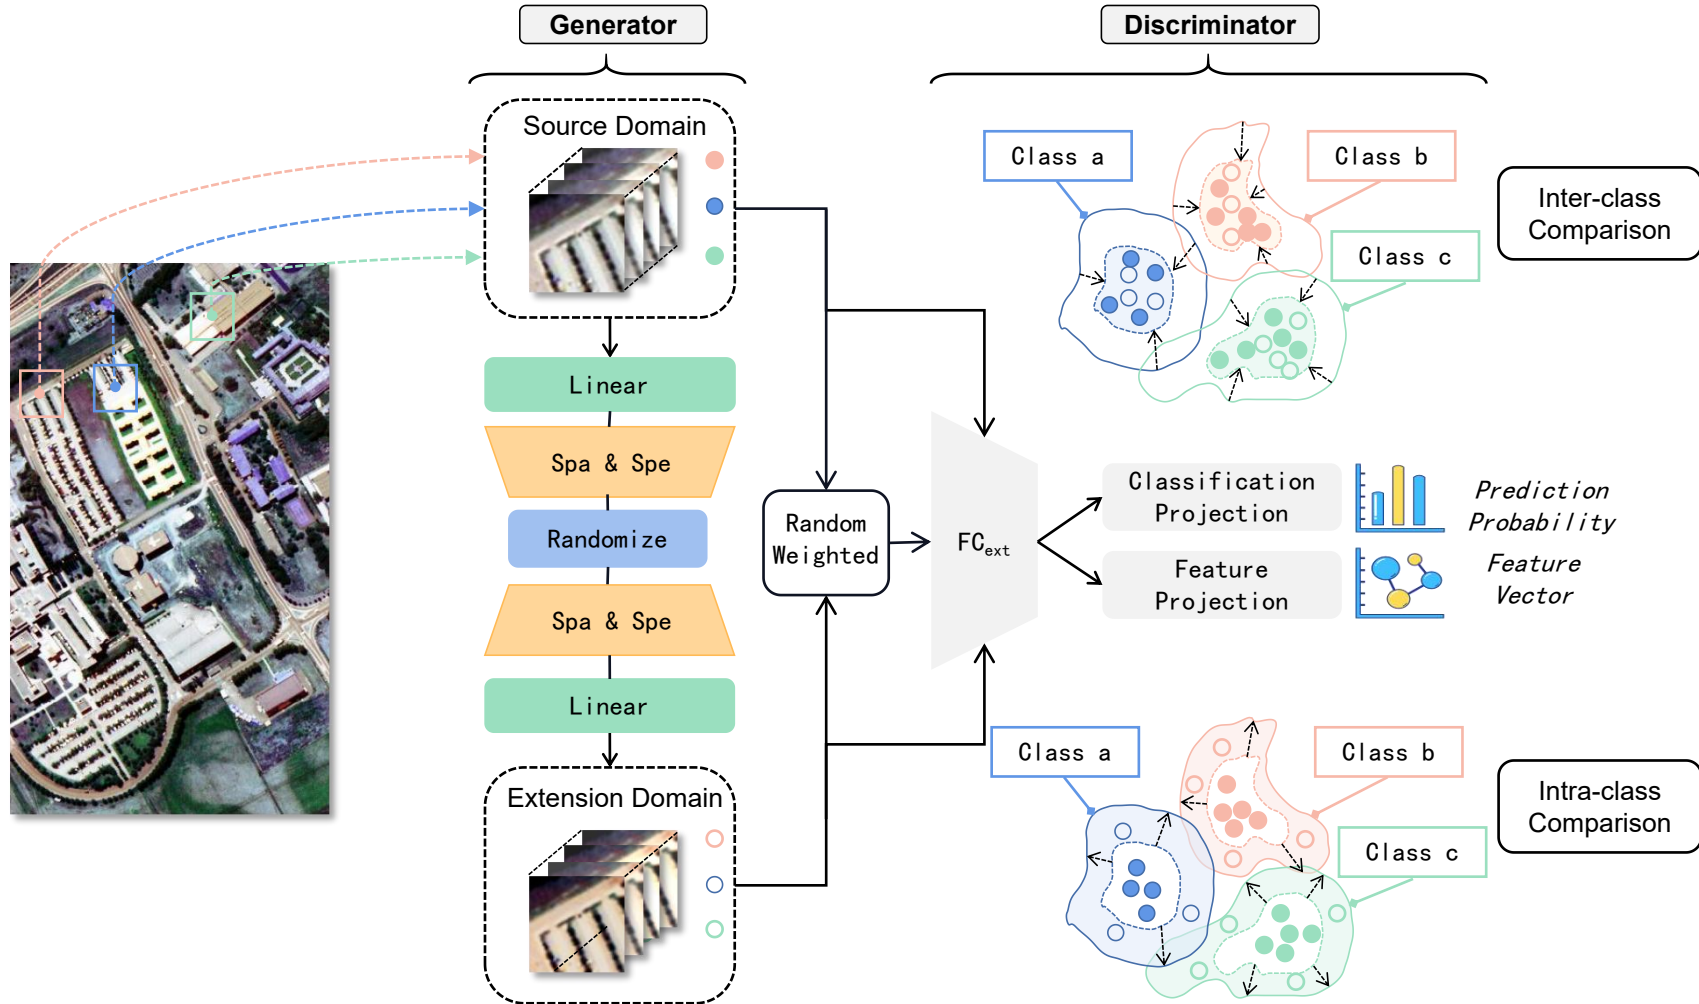 Generator
Discriminator
Source Domain
Class a
Class b
Class c
Inter-class
Comparison
Linear
Spa & Spe
Randomize
Spa & Spe
Linear
Random
Weighted
FCext
Classification
Projection
Prediction
Probability
Feature
Projection
Feature
Vector
Extension Domain
Class a
Class b
Class c
Intra-class
Comparison